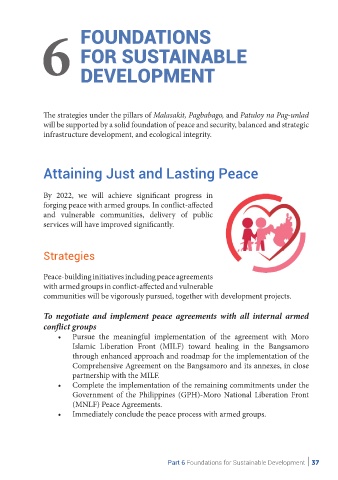 6
FOUNDATIONS
FOR SUSTAINABLE
DEVELOPMENT
The strategies under the pillars of Malasakit, Pagbabago, and Patuloy na Pag-unlad
will be supported by a solid foundation of peace and security, balanced and strategic
infrastructure development, and ecological integrity.
Attaining Just and Lasting Peace
By 2022, we will achieve significant progress in
forging peace with armed groups. In conflict-affected
and vulnerable communities, delivery of public
services will have improved significantly.
Strategies
Peace-building initiatives including peace agreements
with armed groups in conflict-affected and vulnerable
communities will be vigorously pursued, together with development projects.
To negotiate and implement peace agreements with all internal armed
conflict groups
• Pursue the meaningful implementation of the agreement with Moro
Islamic Liberation Front (MILF) toward healing in the Bangsamoro
through enhanced approach and roadmap for the implementation of the
Comprehensive Agreement on the Bangsamoro and its annexes, in close
partnership with the MILF.
• Complete the implementation of the remaining commitments under the
Government of the Philippines (GPH)-Moro National Liberation Front
(MNLF) Peace Agreements.
• Immediately conclude the peace process with armed groups.
Part 6 Foundations for Sustainable Development | 37